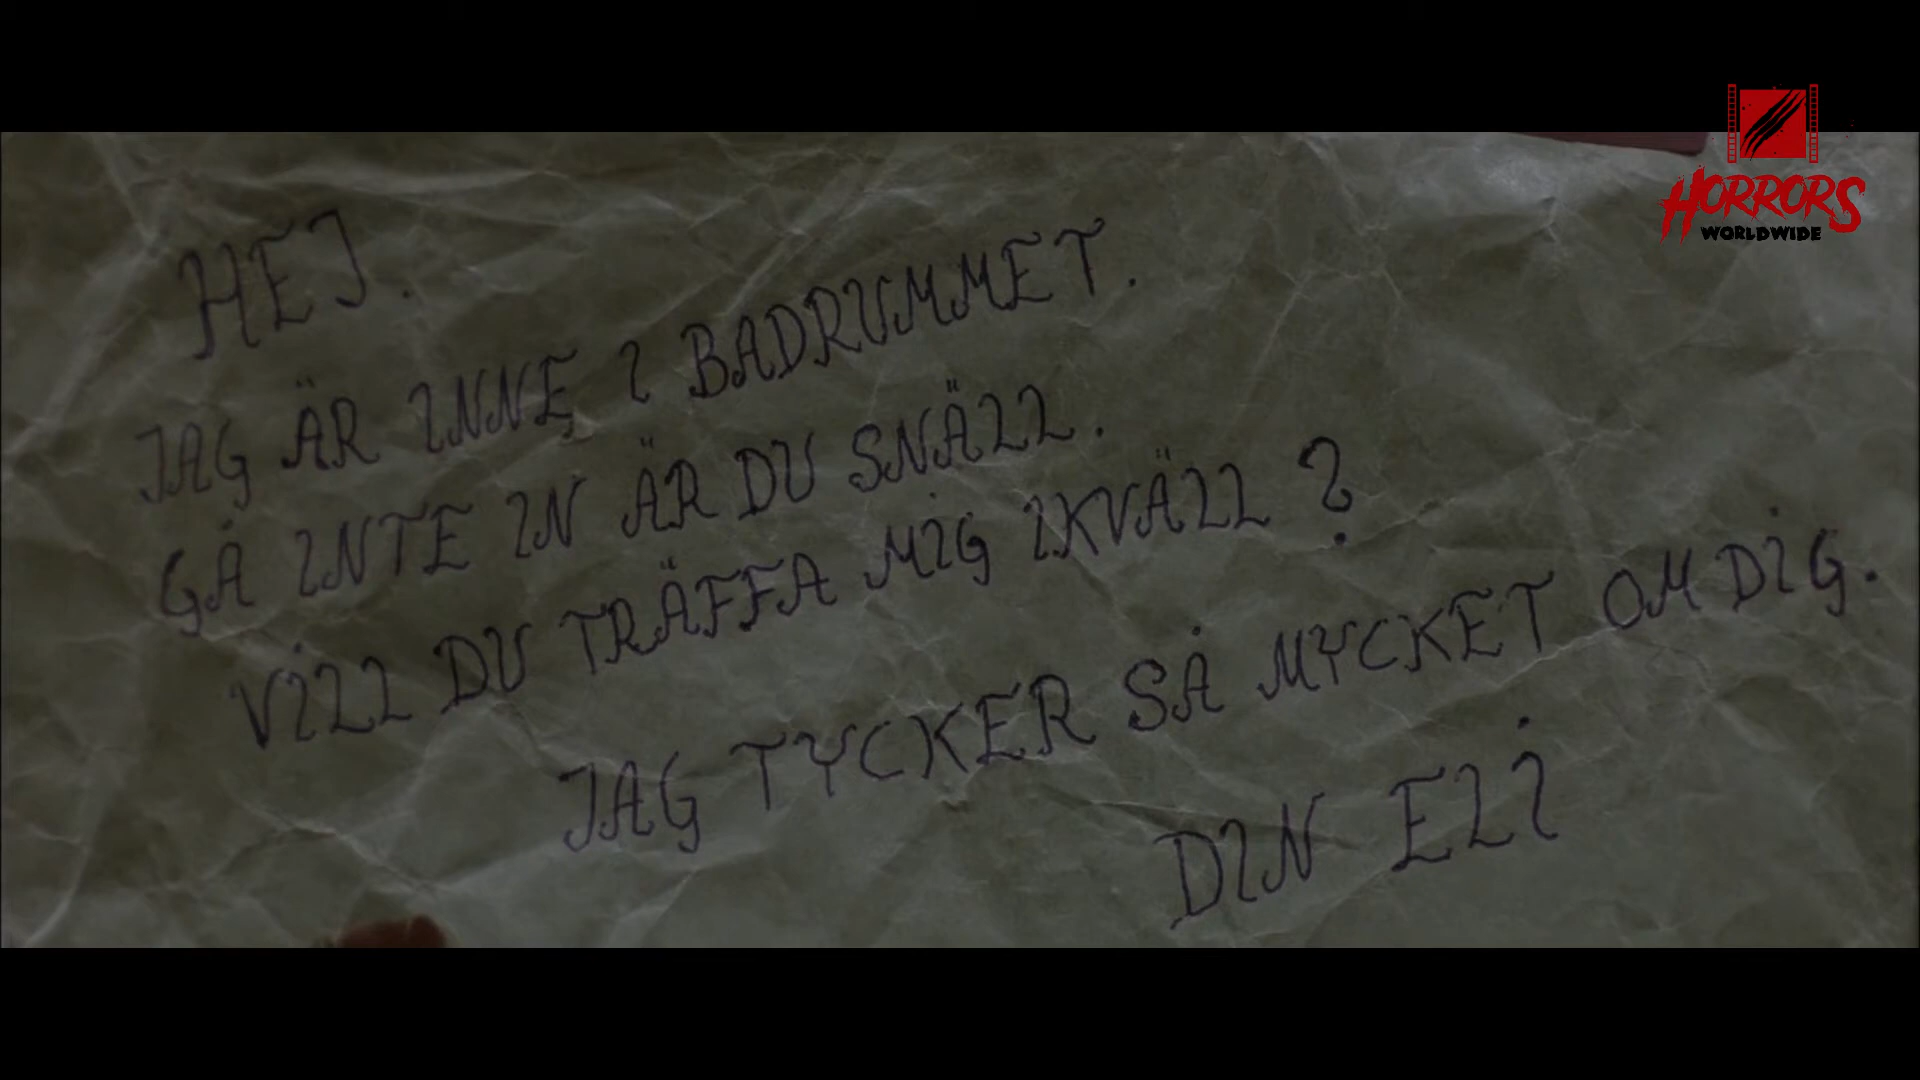 HEJ.
JAG ÄR INNE I BADRUMMET.
GÅ INTE IN ÄR DU SNÄLL.
VILL DU TRÄFFA MIG IKVÄLL?
JAG TYCKER SÅ MYCKET OM DIG.
DIN ELI
HORRORS
WORLDWIDE